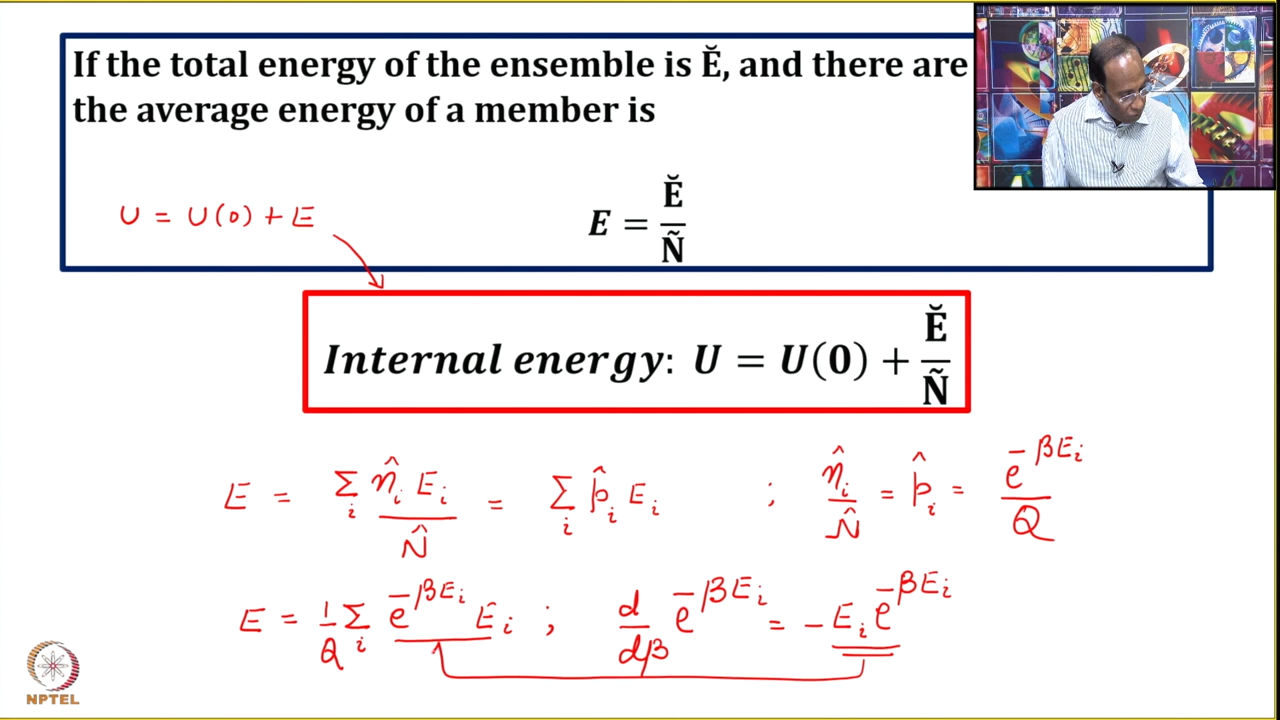 If the total energy of the ensemble is Ĕ, and there are
the average energy of a member is
U = U(0) + E
E = Ĕ/Ñ
Internal energy: U = U(0) + Ĕ/Ñ
E = Σ_i n̂_i E_i / N̂ = Σ_i p̂_i E_i ; n̂_i/N̂ = p̂_i = e^{-βE_i}/Q
E = 1/Q Σ_i e^{-βE_i} E_i ; d/dβ e^{-βE_i} = - E_i e^{-βE_i}
NPTEL